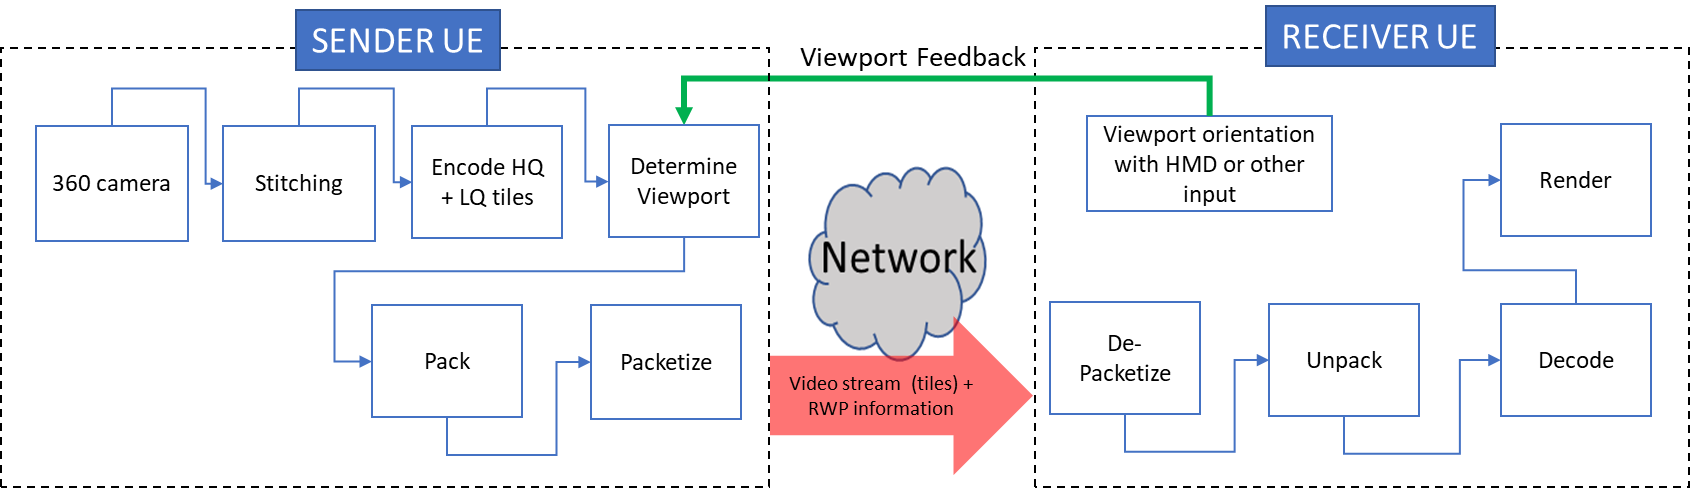 SENDER UE
RECEIVER UE
Viewport Feedback
360 camera
Stitching
Encode HQ
+ LQ tiles
Determine
Viewport
Viewport orientation
with HMD or other
input
Render
Network
Pack
Packetize
Video stream (tiles) +
RWP information
De-
Packetize
Unpack
Decode